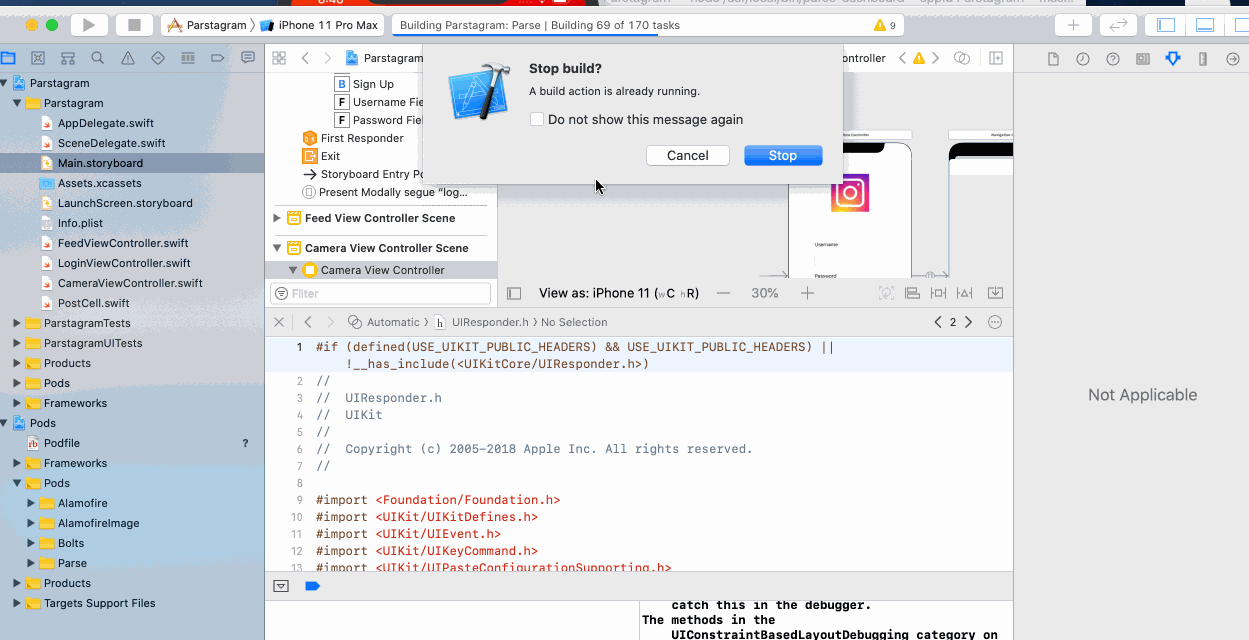 Parstagram
iPhone 11 Pro Max
Building Parstagram: Parse | Building 69 of 170 tasks
9
Parstagram
Parstagram
AppDelegate.swift
SceneDelegate.swift
Main.storyboard
Assets.xcassets
LaunchScreen.storyboard
Info.plist
FeedViewController.swift
LoginViewController.swift
CameraViewController.swift
PostCell.swift
ParstagramTests
ParstagramUITests
Products
Pods
Frameworks
Pods
Podfile
?
Frameworks
Pods
Alamofire
AlamofireImage
Bolts
Parse
Products
Targets Support Files
Parstagram
ontroller
B Sign Up
F Username Fie
F Password Fiel
First Responder
Exit
Storyboard Entry Po
Present Modally segue “log...
Feed View Controller Scene
Camera View Controller Scene
Camera View Controller
Filter
Stop build?
A build action is already running.
Do not show this message again
Cancel
Stop
Username
Password
View as: iPhone 11 (wC hR)
30%
Automatic
UIResponder.h
No Selection
2
1 #if (defined(USE_UIKIT_PUBLIC_HEADERS) && USE_UIKIT_PUBLIC_HEADERS) ||
!__has_include(<UIKitCore/UIResponder.h>)
2 //
3 //  UIResponder.h
4 //  UIKit
5 //
6 //  Copyright (c) 2005-2018 Apple Inc. All rights reserved.
7 //
8
9 #import <Foundation/Foundation.h>
10 #import <UIKit/UIKitDefines.h>
11 #import <UIKit/UIEvent.h>
12 #import <UIKit/UIKeyCommand.h>
13 #import <UIKit/UIPasteConfigurationSupporting.h>
catch this in the debugger.
The methods in the
UIConstraintBasedLayoutDebugging category on
Not Applicable